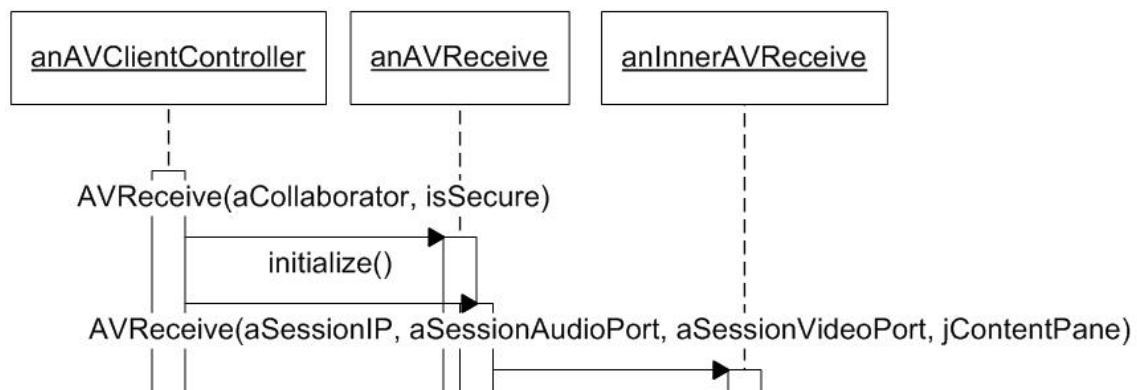 anAVClientController
anAVReceive
anInnerAVReceive
AVReceive(aCollaborator, isSecure)
initialize()
AVReceive(aSessionIP, aSessionAudioPort, aSessionVideoPort, jContentPane)